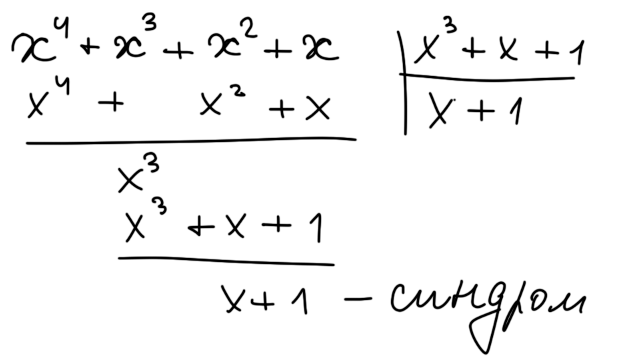 x⁴ + x³ + x² + x | x³ + x + 1
x⁴ + x² + x | x + 1
x³
x³ + x + 1
x + 1 – синдром